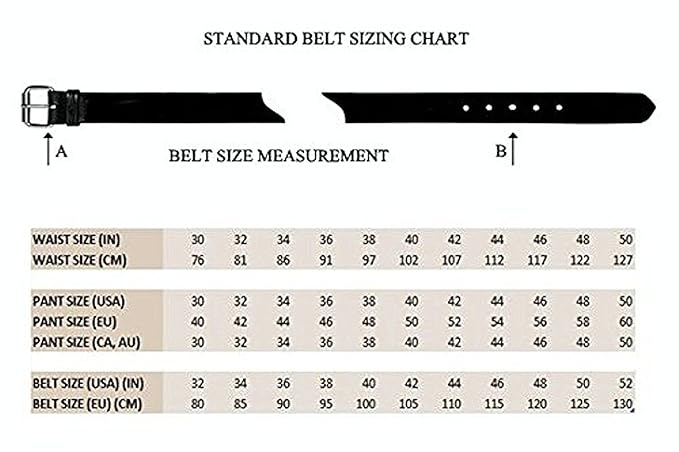 STANDARD BELT SIZING CHART
A
B
BELT SIZE MEASUREMENT
WAIST SIZE (IN) 30 32 34 36 38 40 42 44 46 48 50
WAIST SIZE (CM) 76 81 86 91 97 102 107 112 117 122 127
PANT SIZE (USA) 30 32 34 36 38 40 42 44 46 48 50
PANT SIZE (EU) 40 42 44 46 48 50 52 54 56 58 60
PANT SIZE (CA, AU) 30 32 34 36 38 40 42 44 46 48 50
BELT SIZE (USA) (IN) 32 34 36 38 40 42 44 46 48 50 52
BELT SIZE (EU) (CM) 80 85 90 95 100 105 110 115 120 125 130